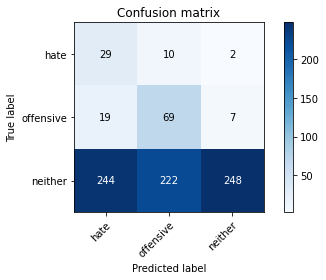 Confusion matrix
True label
hate
29 10 2
offensive
19 69 7
neither
244 222 248
hate
offensive
neither
Predicted label
200
150
100
50